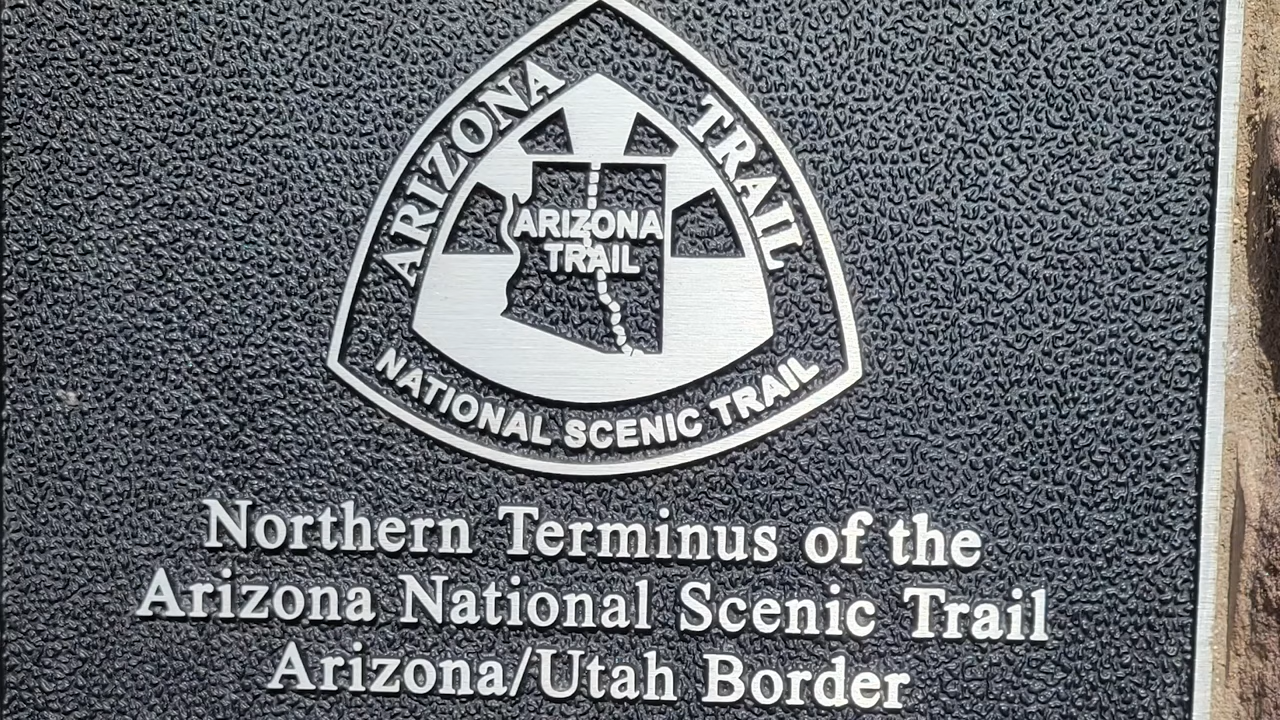 ARIZONA TRAIL
ARIZONA
TRAIL
NATIONAL SCENIC TRAIL
Northern Terminus of the
Arizona National Scenic Trail
Arizona/Utah Border